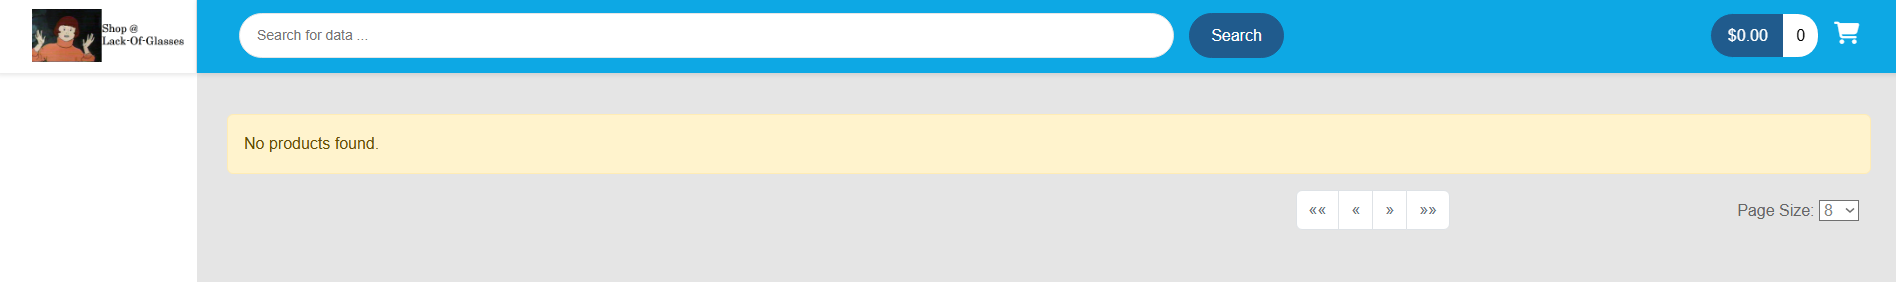 Shop @
Lack-Of-Glasses
Search for data ...
Search
$0.00
0
No products found.
«« « » »»
Page Size: 8